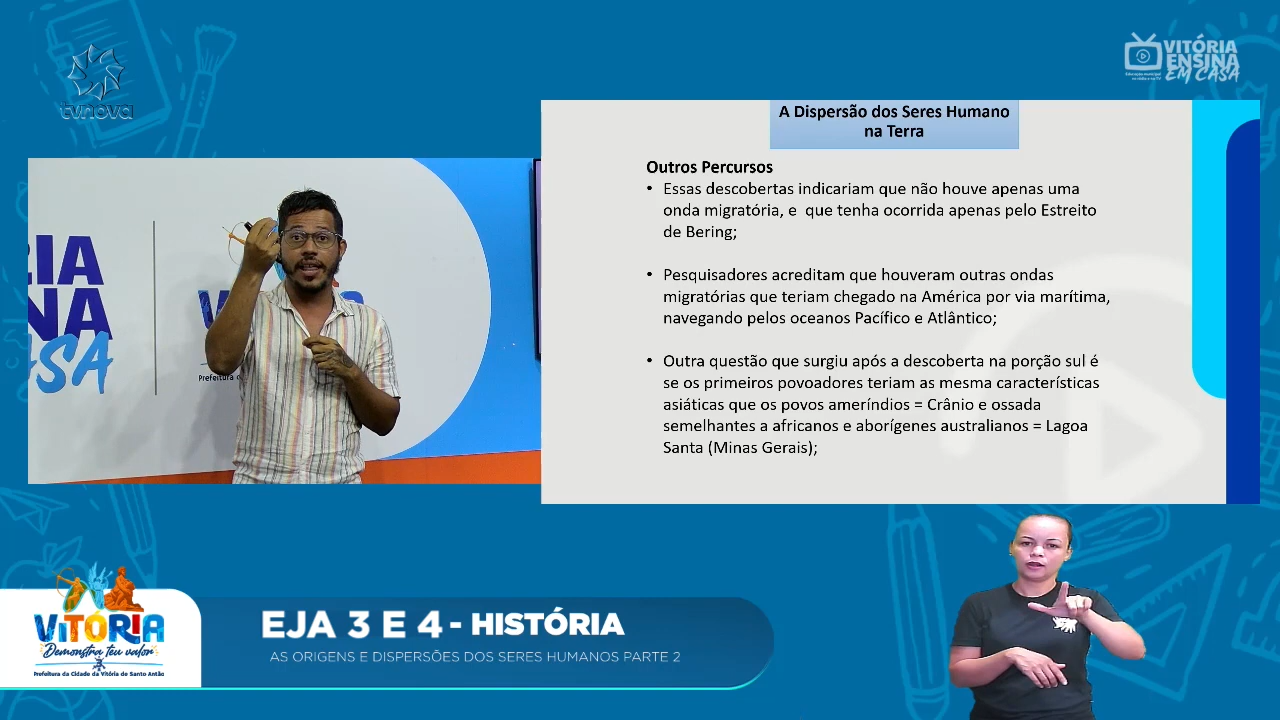 tvnova
VITÓRIA
ENSINA
EM CASA
A Dispersão dos Seres Humano
na Terra
Outros Percursos
• Essas descobertas indicariam que não houve apenas uma
onda migratória, e que tenha ocorrida apenas pelo Estreito
de Bering;
• Pesquisadores acreditam que houveram outras ondas
migratórias que teriam chegado na América por via marítima,
navegando pelos oceanos Pacífico e Atlântico;
• Outra questão que surgiu após a descoberta na porção sul é
se os primeiros povoadores teriam as mesma características
asiáticas que os povos ameríndios = Crânio e ossada
semelhantes a africanos e aborígenes australianos = Lagoa
Santa (Minas Gerais);
RIA
NA
ASA
Prefeitura
VITÓRIA
Demonstra teu valor
Prefeitura da Cidade da Vitória de Santo Antão
EJA 3 E 4 - HISTÓRIA
AS ORIGENS E DISPERSÕES DOS SERES HUMANOS PARTE 2